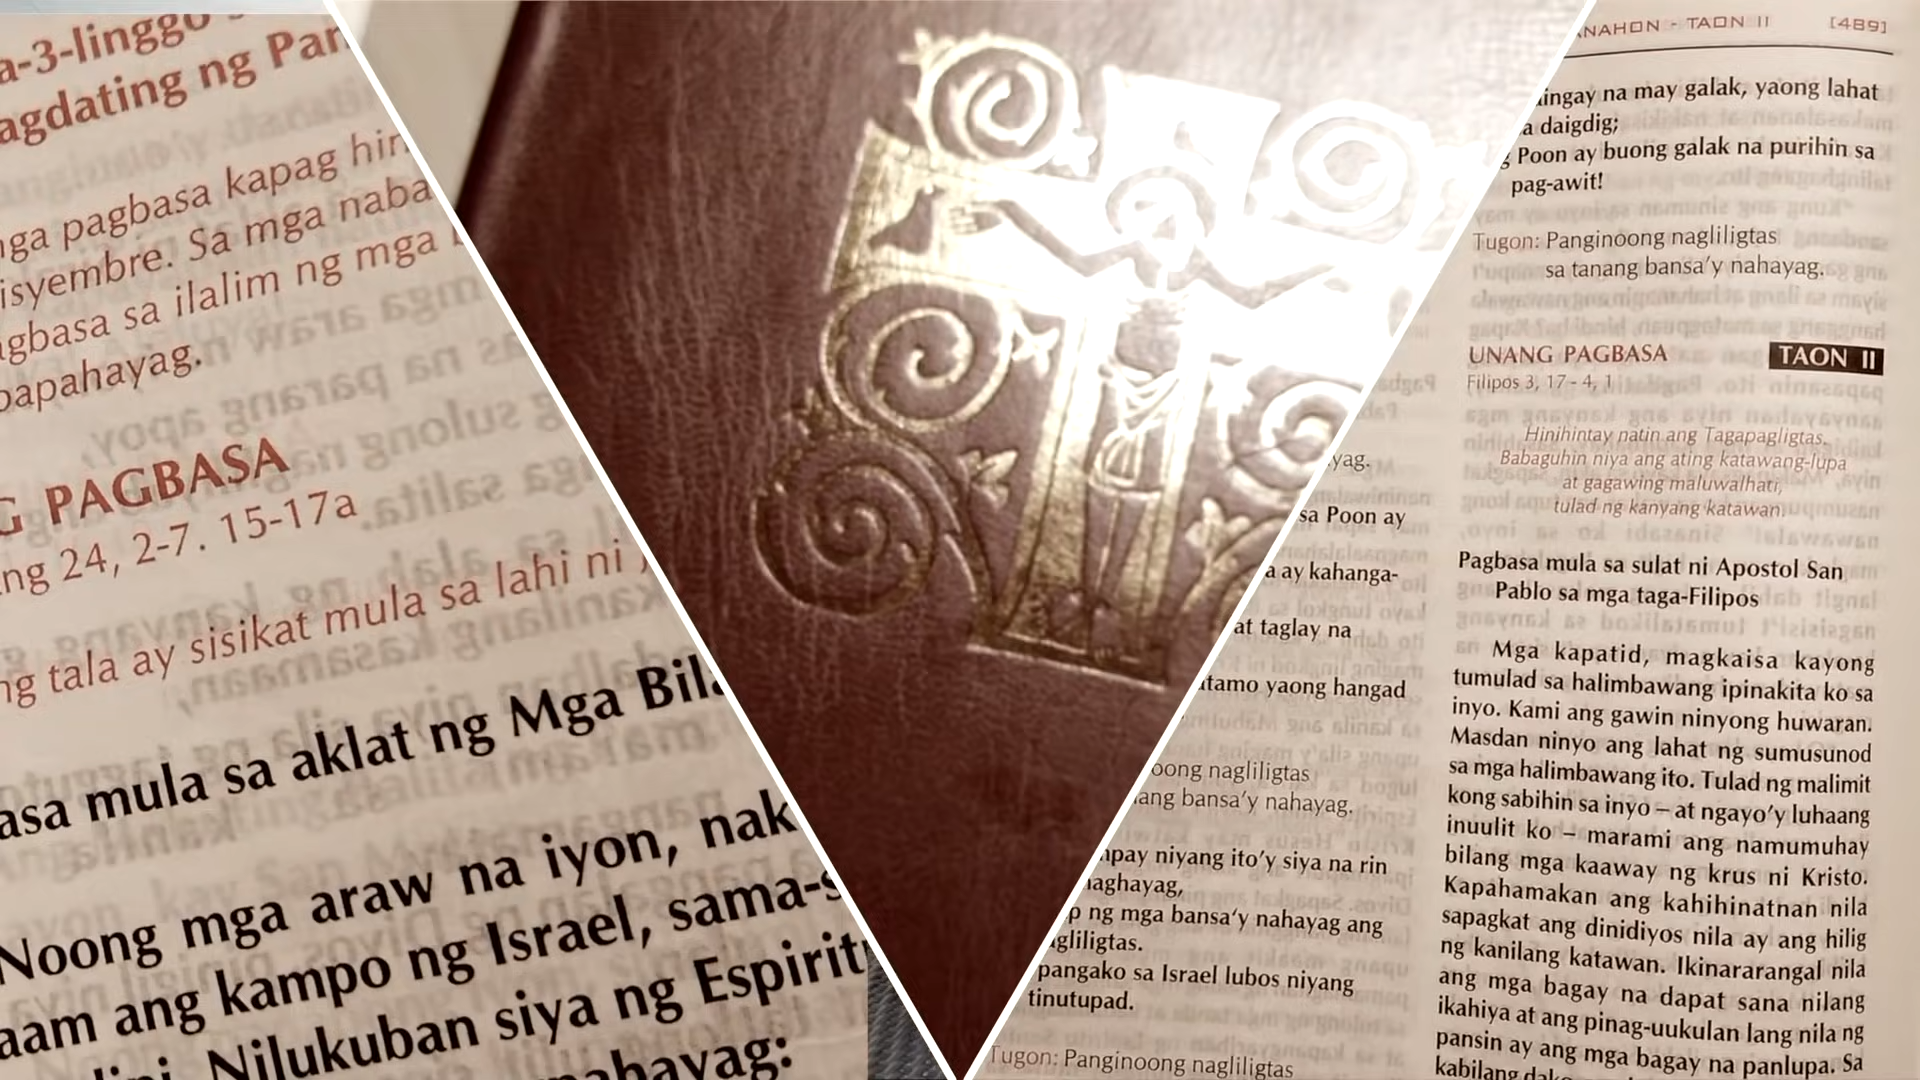 a-3-linggo
agdating ng Pan
nga pagbasa kapag hin
isyembre. Sa mga naba
agbasa sa ilalim ng mga
papahayag.
G PAGBASA
ng 24, 2-7. 15-17a
ng tala ay sisikat mula sa lahi ni
asa mula sa aklat ng Mga Bila
Noong mga araw na iyon, nak
aam ang kampo ng Israel, sama-s
Nilukuban siya ng Espiritu
nahayag:
yag.
sa Poon ay
a ay kahanga-
at taglay na
tamo yaong hangad
oong nagliligtas
ang bansa'y nahayag.
mpay niyang ito'y siya na rin
naghayag,
p ng mga bansa'y nahayag ang
agliligtas.
pangako sa Israel lubos niyang
tinutupad.
Tugon: Panginoong nagliligtas
NAHON - TAON II [489]
ingay na may galak, yaong lahat
a daigdig;
g Poon ay buong galak na purihin sa
pag-awit!
Tugon: Panginoong nagliligtas
sa tanang bansa'y nahayag.
UNANG PAGBASA TAON II
Filipos 3, 17 - 4, 1
Hinihintay natin ang Tagapagligtas.
Babaguhin niya ang ating katawang-lupa
at gagawing maluwalhati,
tulad ng kanyang katawan.
Pagbasa mula sa sulat ni Apostol San
Pablo sa mga taga-Filipos
Mga kapatid, magkaisa kayong
tumulad sa halimbawang ipinakita ko sa
inyo. Kami ang gawin ninyong huwaran.
Masdan ninyo ang lahat ng sumusunod
sa mga halimbawang ito. Tulad ng malimit
kong sabihin sa inyo – at ngayo'y luhaang
inuulit ko – marami ang namumuhay
bilang mga kaaway ng krus ni Kristo.
Kapahamakan ang kahihinatnan nila
sapagkat ang dinidiyos nila ay ang hilig
ng kanilang katawan. Ikinararangal nila
ang mga bagay na dapat sana nilang
ikahiya at ang pinag-uukulan lang nila ng
pansin ay ang mga bagay na panlupa. Sa
kabilang dako